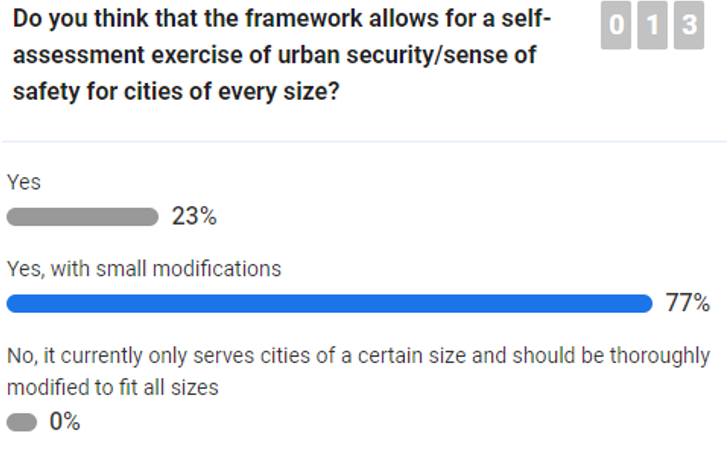 Do you think that the framework allows for a self-
assessment exercise of urban security/sense of
safety for cities of every size?
0 1 3
Yes
23%
Yes, with small modifications
77%
No, it currently only serves cities of a certain size and should be thoroughly
modified to fit all sizes
0%